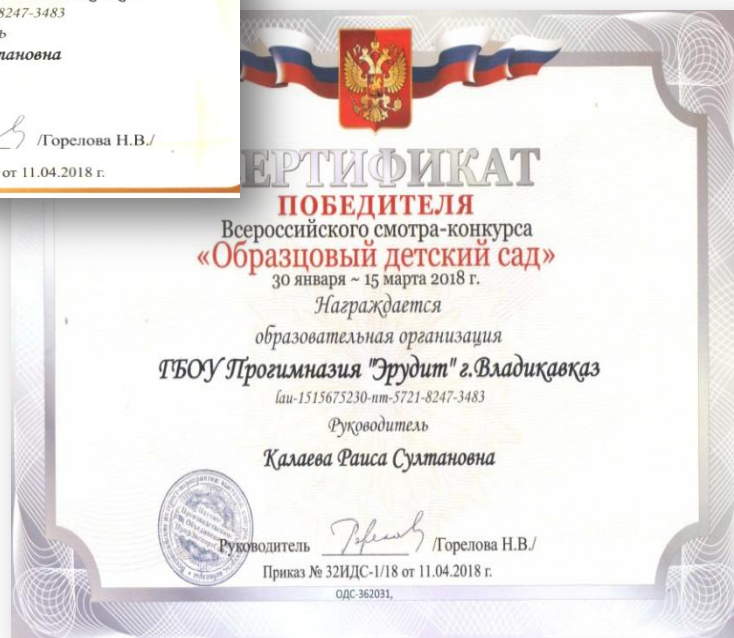 8247-3483
/Горелова Н.В./
от 11.04.2018 г.
СЕРТИФИКАТ
ПОБЕДИТЕЛЯ
Всероссийского смотра-конкурса
«Образцовый детский сад»
30 января ~ 15 марта 2018 г.
Награждается
образовательная организация
ГБОУ Прогимназия "Эрудит" г.Владикавказ
lau-1515675230-nm-5721-8247-3483
Руководитель
Калаева Раиса Султановна
Руководитель /Горелова Н.В./
Приказ № 32ИДС-1/18 от 11.04.2018 г.
ОДС-362031,